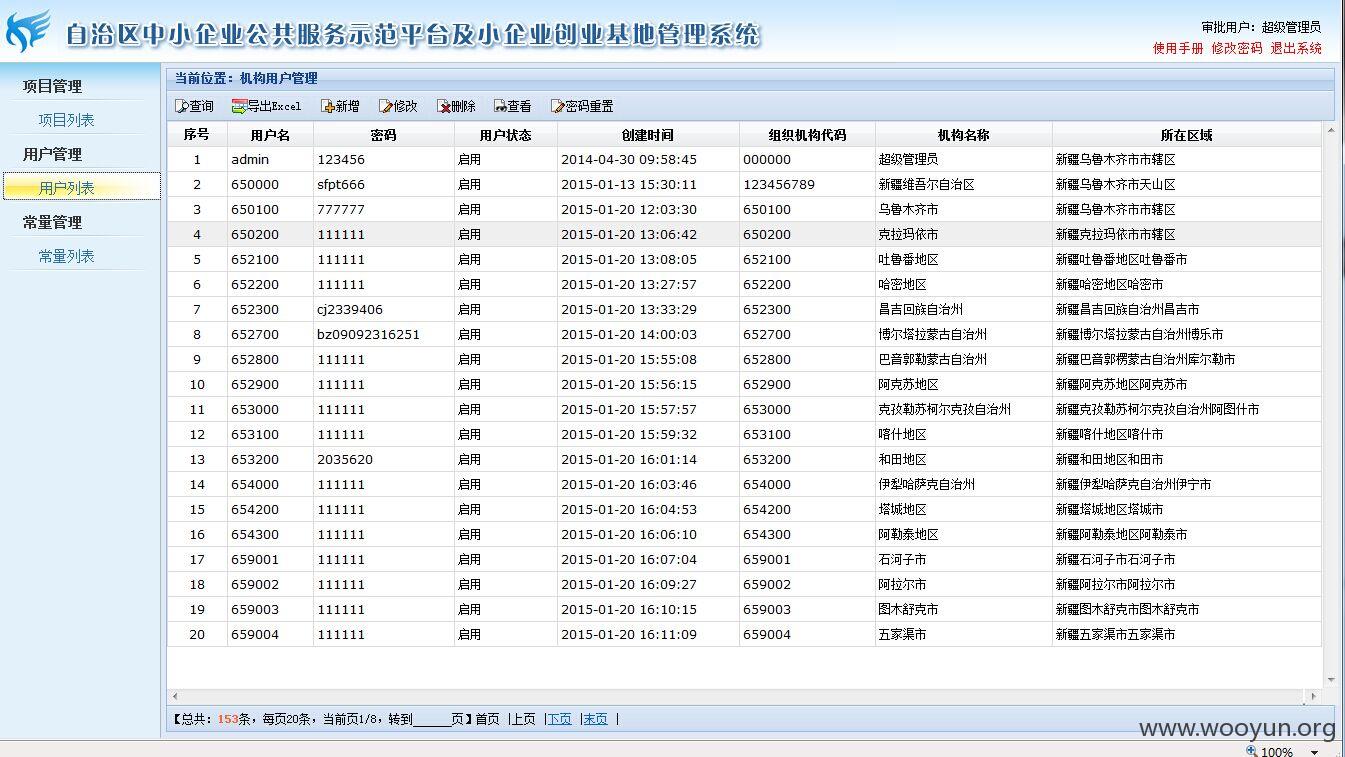 自治区中小企业公共服务示范平台及小企业创业基地管理系统
审批用户：超级管理员
使用手册 修改密码 退出系统
项目管理
项目列表
用户管理
用户列表
常量管理
常量列表
当前位置：机构用户管理
查询 导出Excel 新增 修改 删除 查看 密码重置
序号 用户名 密码 用户状态 创建时间 组织机构代码 机构名称 所在区域
1 admin 123456 启用 2014-04-30 09:58:45 000000 超级管理员 新疆乌鲁木齐市市辖区
2 650000 sfpt666 启用 2015-01-13 15:30:11 123456789 新疆维吾尔自治区 新疆乌鲁木齐市天山区
3 650100 777777 启用 2015-01-20 12:03:30 650100 乌鲁木齐市 新疆乌鲁木齐市市辖区
4 650200 111111 启用 2015-01-20 13:06:42 650200 克拉玛依市 新疆克拉玛依市市辖区
5 652100 111111 启用 2015-01-20 13:08:05 652100 吐鲁番地区 新疆吐鲁番地区吐鲁番市
6 652200 111111 启用 2015-01-20 13:27:57 652200 哈密地区 新疆哈密地区哈密市
7 652300 cj2339406 启用 2015-01-20 13:33:29 652300 昌吉回族自治州 新疆昌吉回族自治州昌吉市
8 652700 bz09092316251 启用 2015-01-20 14:00:03 652700 博尔塔拉蒙古自治州 新疆博尔塔拉蒙古自治州博乐市
9 652800 111111 启用 2015-01-20 15:55:08 652800 巴音郭勒蒙古自治州 新疆巴音郭楞蒙古自治州库尔勒市
10 652900 111111 启用 2015-01-20 15:56:15 652900 阿克苏地区 新疆阿克苏地区阿克苏市
11 653000 111111 启用 2015-01-20 15:57:57 653000 克孜勒苏柯尔克孜自治州 新疆克孜勒苏柯尔克孜自治州阿图什市
12 653100 111111 启用 2015-01-20 15:59:32 653100 喀什地区 新疆喀什地区喀什市
13 653200 2035620 启用 2015-01-20 16:01:14 653200 和田地区 新疆和田地区和田市
14 654000 111111 启用 2015-01-20 16:03:46 654000 伊犁哈萨克自治州 新疆伊犁哈萨克自治州伊宁市
15 654200 111111 启用 2015-01-20 16:04:53 654200 塔城地区 新疆塔城地区塔城市
16 654300 111111 启用 2015-01-20 16:06:10 654300 阿勒泰地区 新疆阿勒泰地区阿勒泰市
17 659001 111111 启用 2015-01-20 16:07:04 659001 石河子市 新疆石河子市石河子市
18 659002 111111 启用 2015-01-20 16:09:27 659002 阿拉尔市 新疆阿拉尔市阿拉尔市
19 659003 111111 启用 2015-01-20 16:10:15 659003 图木舒克市 新疆图木舒克市图木舒克市
20 659004 111111 启用 2015-01-20 16:11:09 659004 五家渠市 新疆五家渠市五家渠市
【总共：153条，每页20条，当前页1/8，转到______页】首页 |上页 |下页 |末页 |
www.wooyun.org
100%